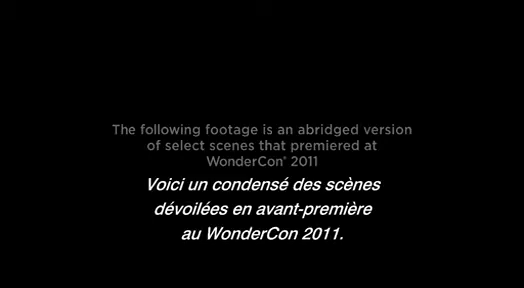 The following footage is an abridged version
of select scenes that premiered at
WonderCon® 2011
Voici un condensé des scènes
dévoilées en avant-première
au WonderCon 2011.